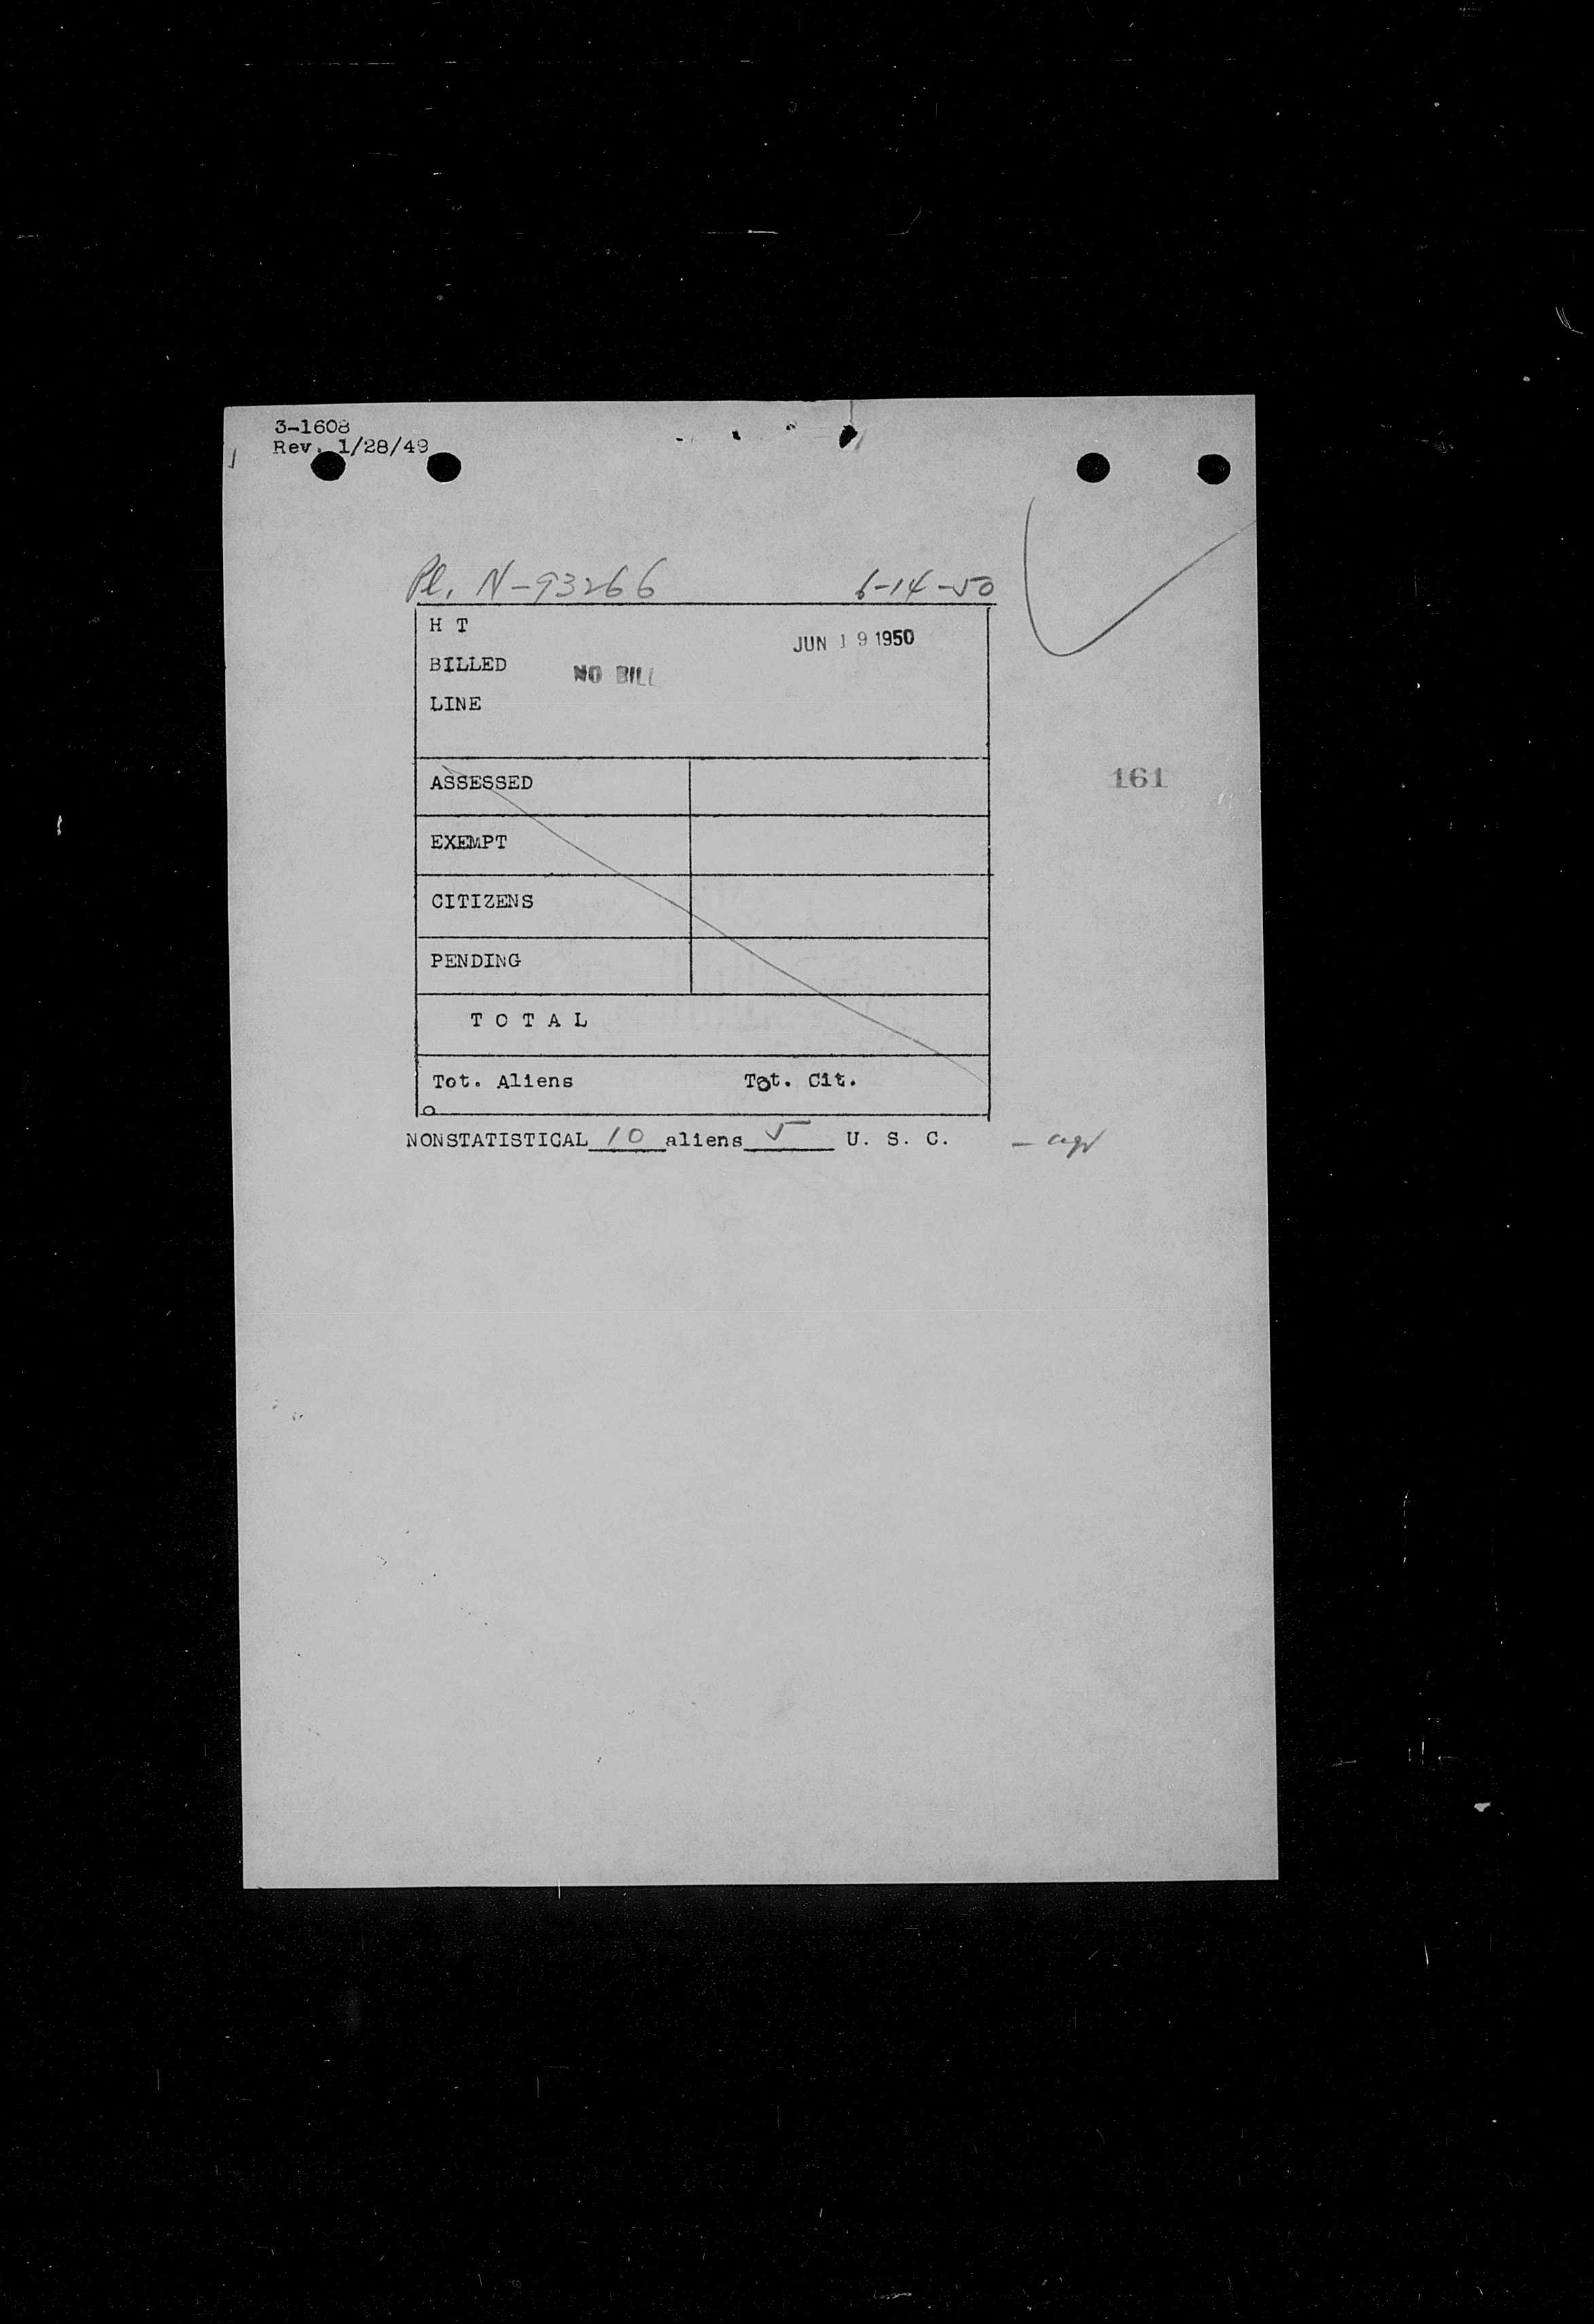 3-1608
Rev. 1/28/49
Pl. N-93266 6-14-50
H T
JUN 19 1950
BILLED NO BILL
LINE
161
ASSESSED
EXEMPT
CITIZENS
PENDING
T O T A L
Tot. Aliens Tot. Cit.
NONSTATISTICAL 10 aliens 5 U. S. C.